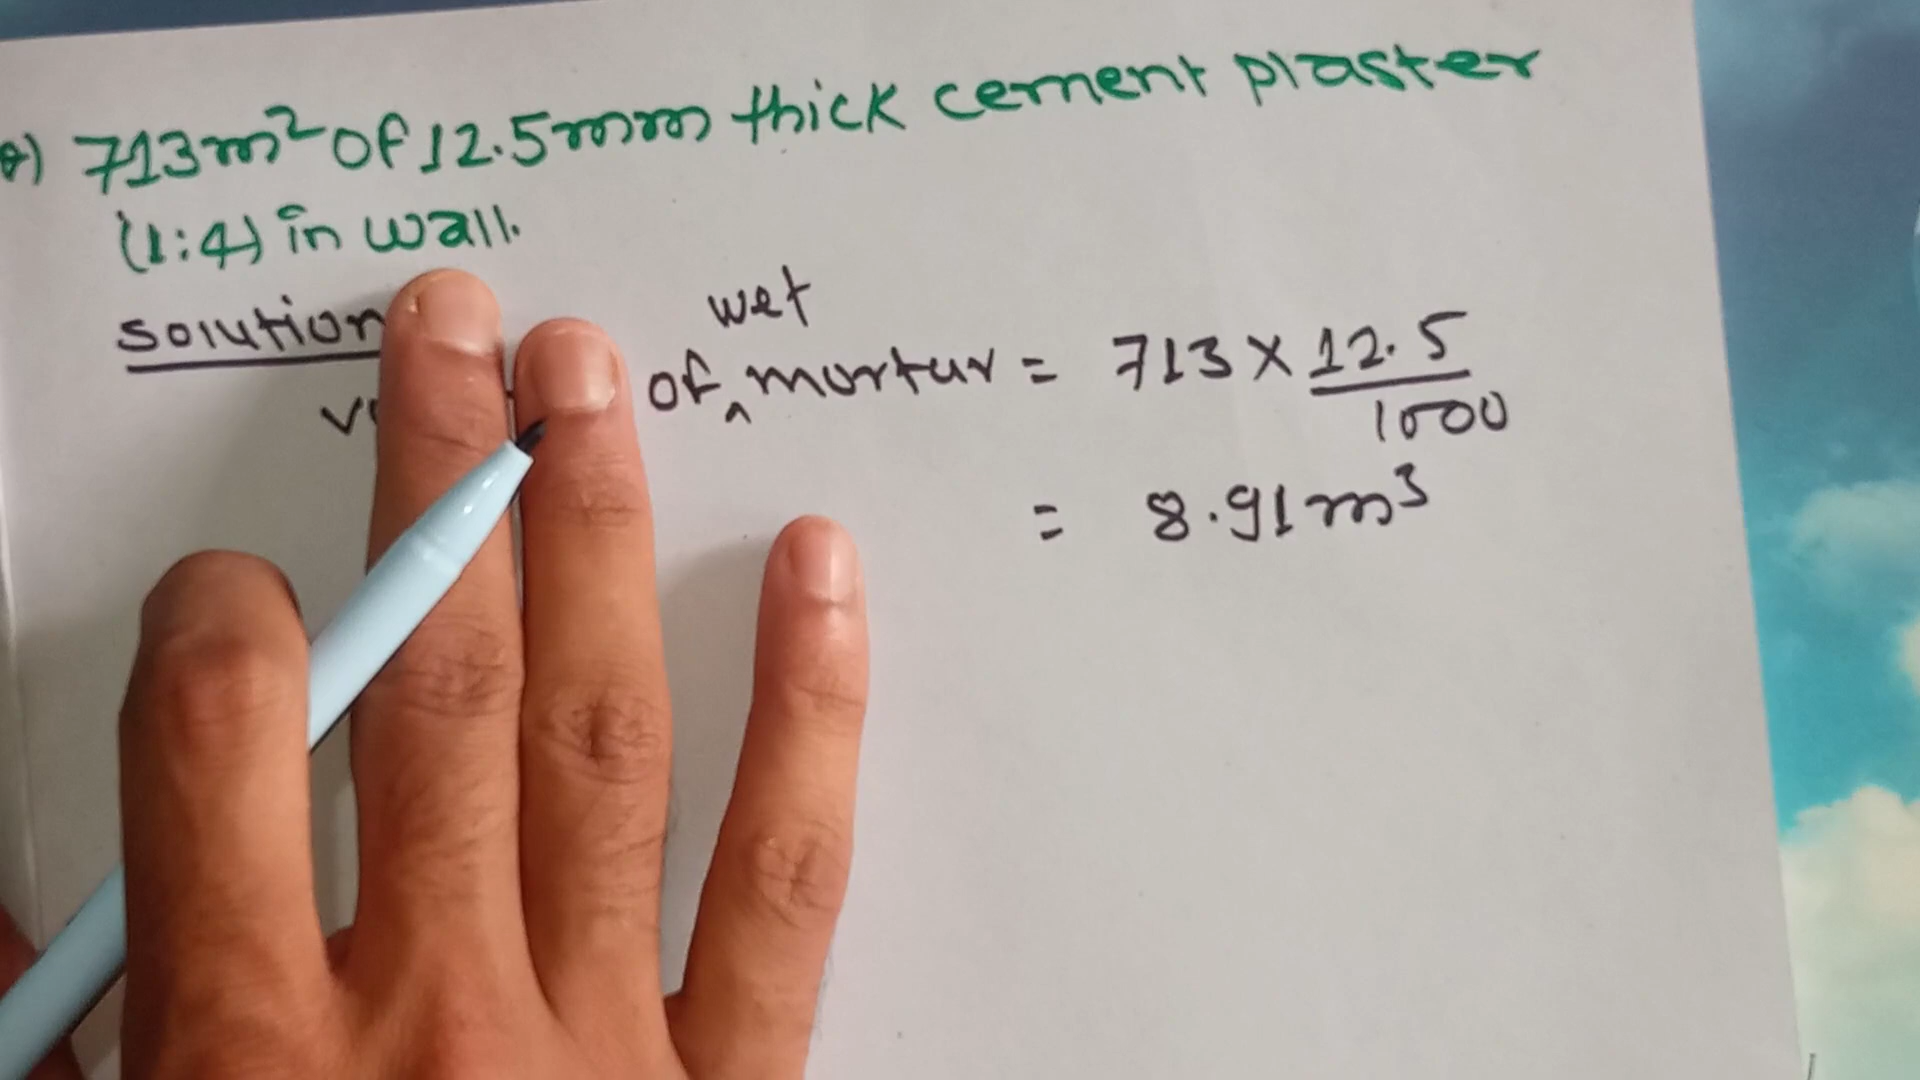 Q) 713m² of 12.5mm thick cement plaster
(1:4) in wall.
Solution
wet
of ^ mortar = 713 × 12.5
1000
= 8.91m³